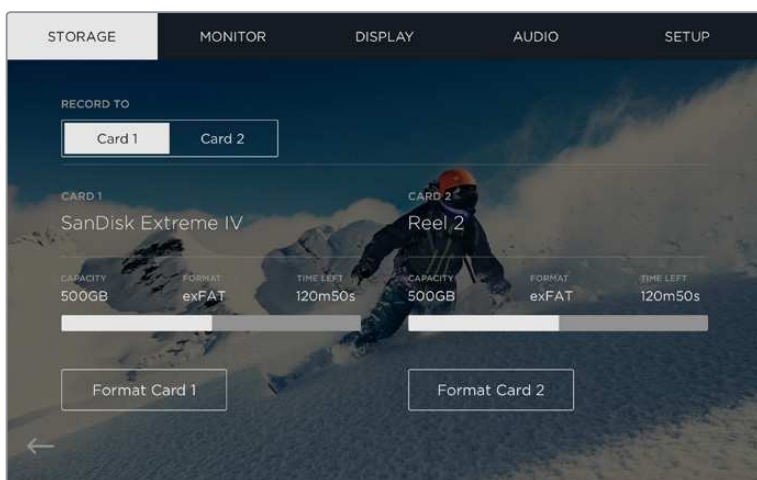 STORAGE MONITOR DISPLAY AUDIO SETUP
RECORD TO
Card 1 Card 2
CARD 1 CARD 2
SanDisk Extreme IV Reel 2
CAPACITY FORMAT TIME LEFT CAPACITY FORMAT TIME LEFT
500GB exFAT 120m50s 500GB exFAT 120m50s
Format Card 1 Format Card 2